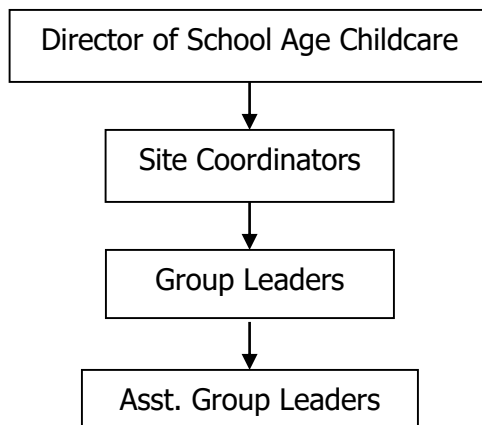 Director of School Age Childcare
Site Coordinators
Group Leaders
Asst. Group Leaders